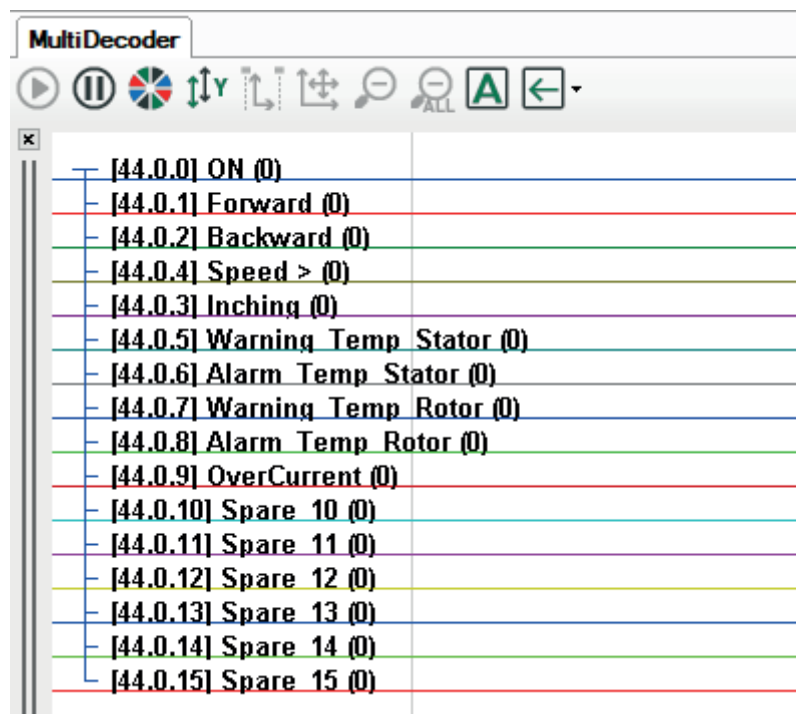 MultiDecoder
Y
ALL
A
[44.0.0] ON (0)
[44.0.1] Forward (0)
[44.0.2] Backward (0)
[44.0.4] Speed > (0)
[44.0.3] Inching (0)
[44.0.5] Warning_Temp_Stator (0)
[44.0.6] Alarm_Temp_Stator (0)
[44.0.7] Warning_Temp_Rotor (0)
[44.0.8] Alarm_Temp_Rotor (0)
[44.0.9] OverCurrent (0)
[44.0.10] Spare_10 (0)
[44.0.11] Spare_11 (0)
[44.0.12] Spare_12 (0)
[44.0.13] Spare_13 (0)
[44.0.14] Spare_14 (0)
[44.0.15] Spare_15 (0)